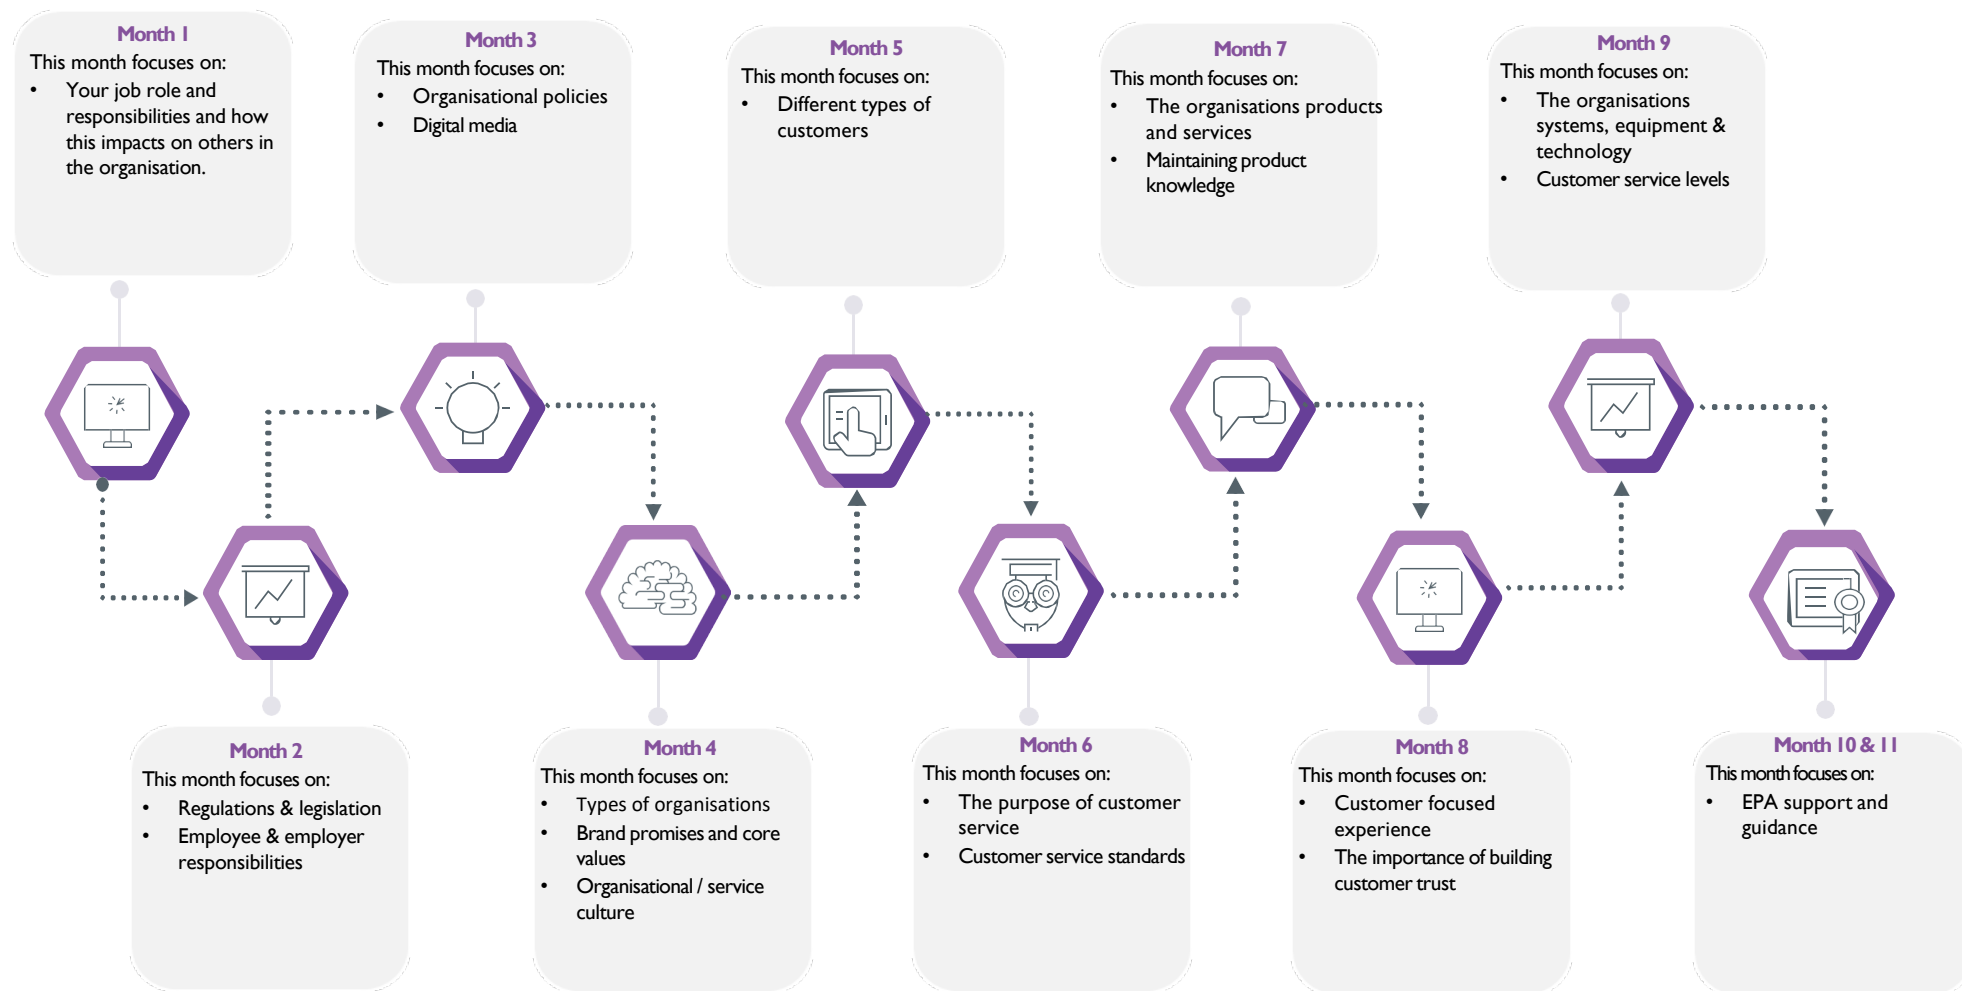 Month 1
This month focuses on:
• Your job role and
responsibilities and how
this impacts on others in
the organisation.
Month 3
This month focuses on:
• Organisational policies
• Digital media
Month 5
This month focuses on:
• Different types of
customers
Month 7
This month focuses on:
• The organisations products
and services
• Maintaining product
knowledge
Month 9
This month focuses on:
• The organisations
systems, equipment &
technology
• Customer service levels
Month 2
This month focuses on:
• Regulations & legislation
• Employee & employer
responsibilities
Month 4
This month focuses on:
• Types of organisations
• Brand promises and core
values
• Organisational / service
culture
Month 6
This month focuses on:
• The purpose of customer
service
• Customer service standards
Month 8
This month focuses on:
• Customer focused
experience
• The importance of building
customer trust
Month 10 & 11
This month focuses on:
• EPA support and
guidance